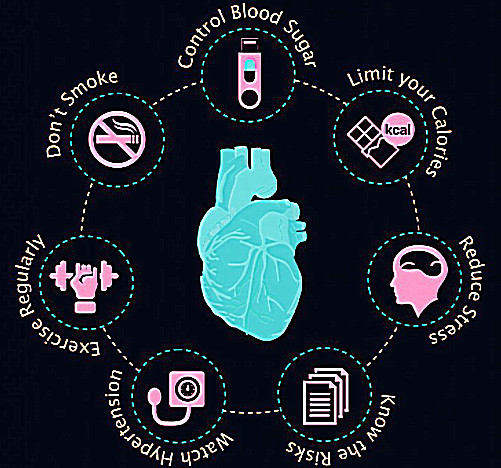 Control Blood Sugar
Limit your Calories
kcal
Reduce Stress
Know the Risks
Watch Hypertension
Exercise Regularly
Don't Smoke